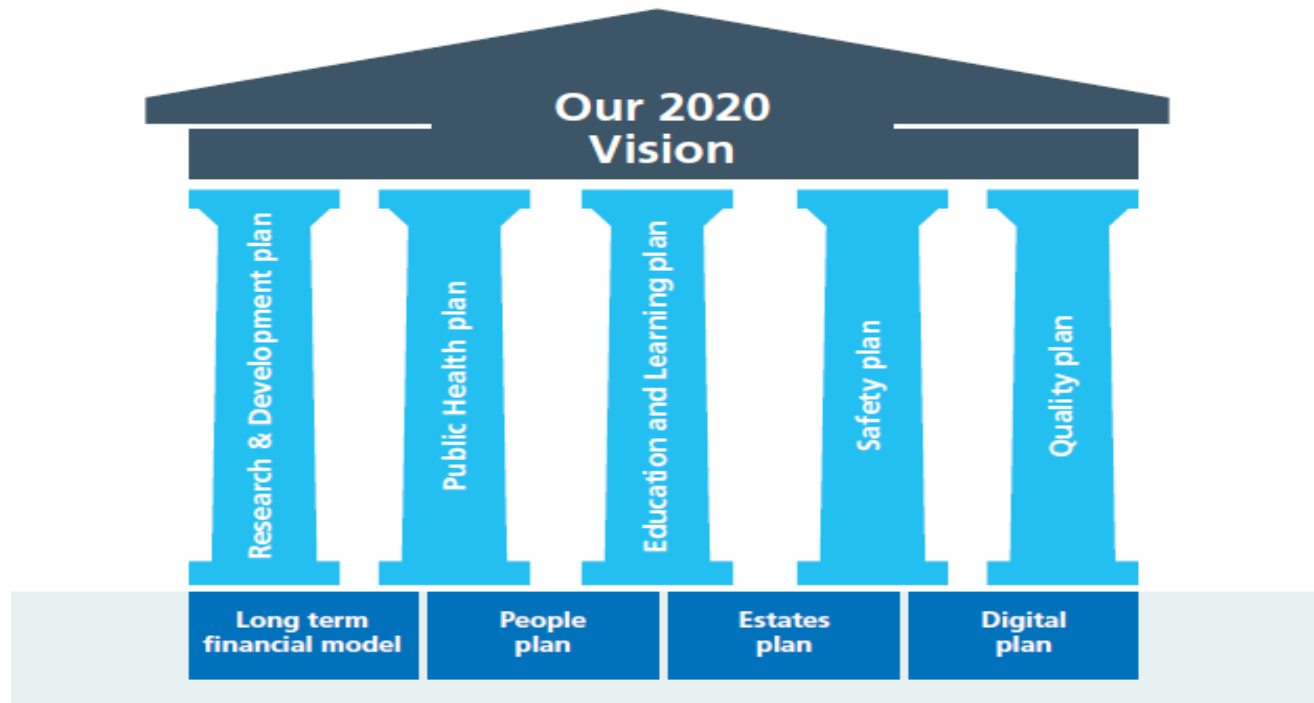 Our 2020
Vision
Research & Development plan
Public Health plan
Education and Learning plan
Safety plan
Quality plan
Long term
financial model
People
plan
Estates
plan
Digital
plan